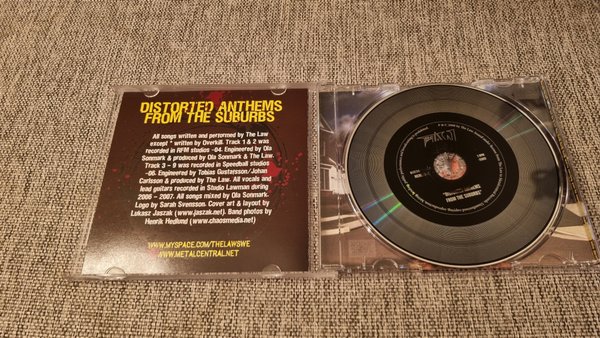 DISTORTED ANTHEMS
FROM THE SUBURBS
All songs written and performed by The Law
except * written by Overkill. Track 1 & 2 was
recorded in RFM studios -04. Engineered by Ola
Sonmark & produced by Ola Sonmark & The Law.
Track 3 – 9 was recorded in Speedball studios
-06. Engineered by Tobias Gustafsson/Johan
Carlsson & produced by The Law. All vocals and
lead guitars recorded in Studio Lawman during
2006 – 2007. All songs mixed by Ola Sonmark.
Logo by Sarah Svensson. Cover art & layout by
Lukasz Jaszak (www.jaszak.net). Band photos by
Henrik Hedlund (www.chaosmedia.net)
WWW.MYSPACE.COM/THELAWSWE
WWW.METALCENTRAL.NET
DISTORTED ANTHEMS
FROM THE SUBURBS